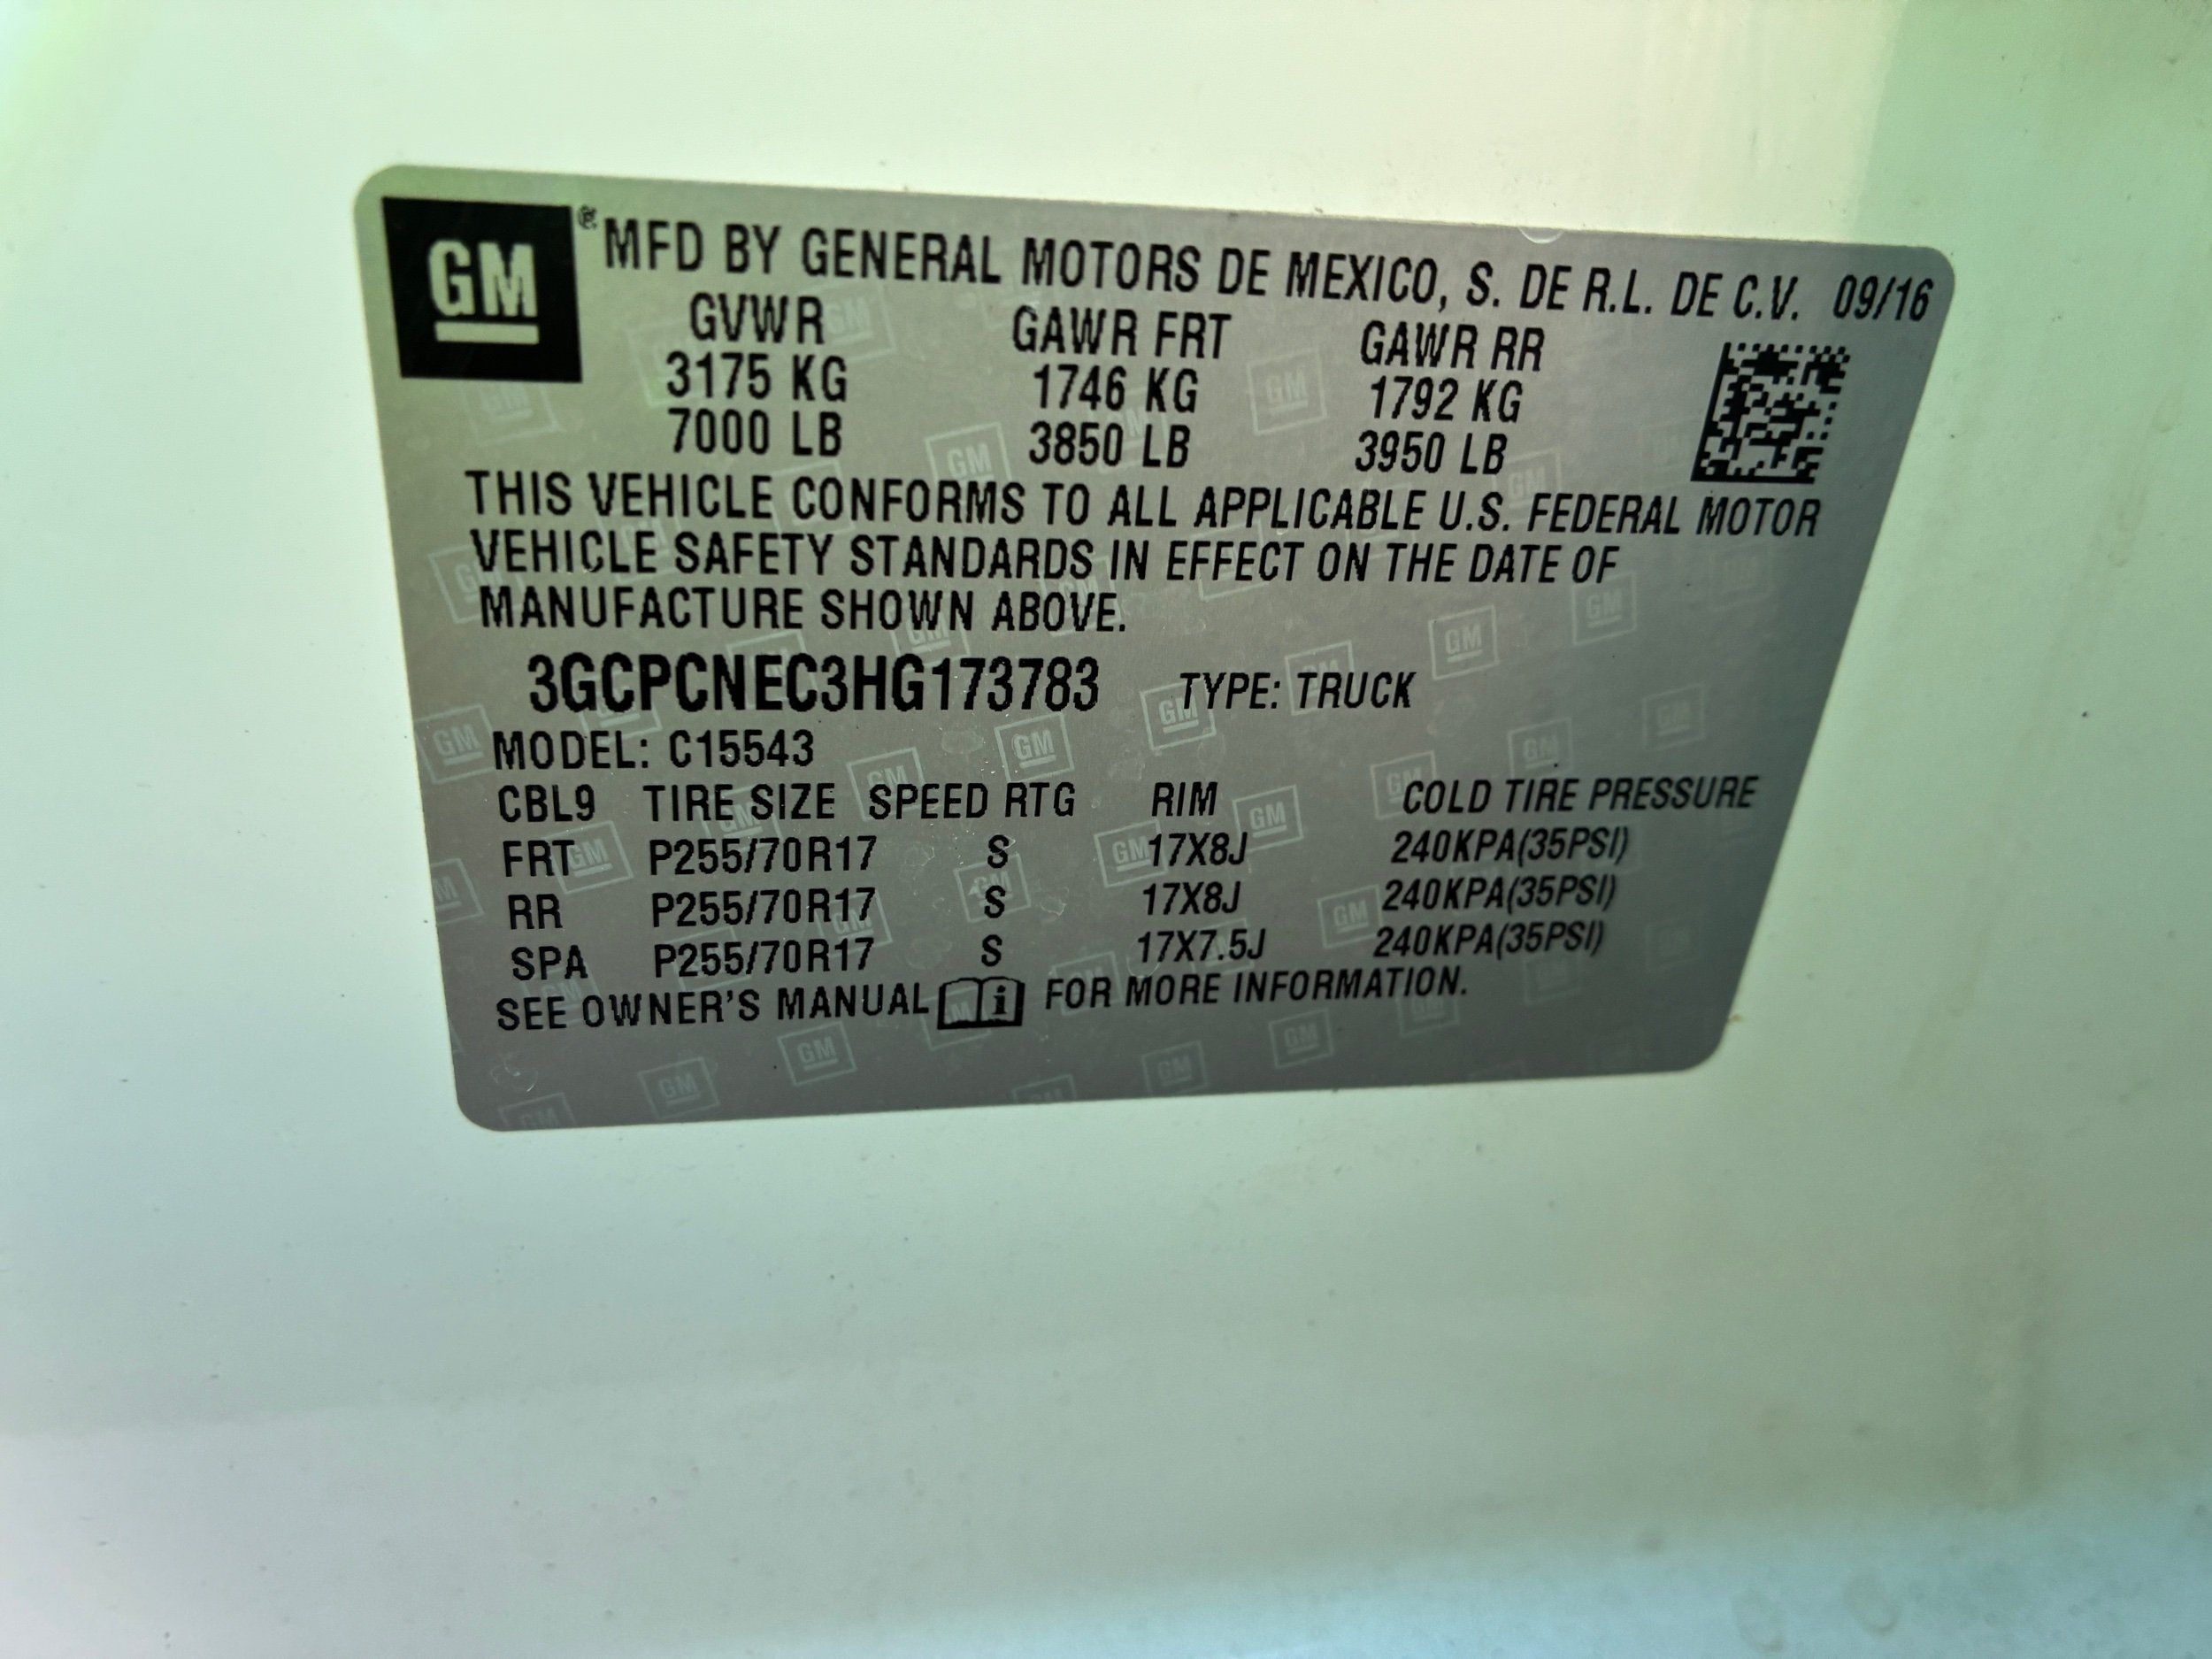 GM ® MFD BY GENERAL MOTORS DE MEXICO, S. DE R.L. DE C.V. 09/16
GVWR GAWR FRT GAWR RR
3175 KG 1746 KG 1792 KG
7000 LB 3850 LB 3950 LB
THIS VEHICLE CONFORMS TO ALL APPLICABLE U.S. FEDERAL MOTOR
VEHICLE SAFETY STANDARDS IN EFFECT ON THE DATE OF
MANUFACTURE SHOWN ABOVE.
3GCPCNEC3HG173783 TYPE: TRUCK
MODEL: C15543
CBL9 TIRE SIZE SPEED RTG RIM COLD TIRE PRESSURE
FRT P255/70R17 S 17X8J 240KPA(35PSI)
RR P255/70R17 S 17X8J 240KPA(35PSI)
SPA P255/70R17 S 17X7.5J 240KPA(35PSI)
SEE OWNER'S MANUAL i FOR MORE INFORMATION.